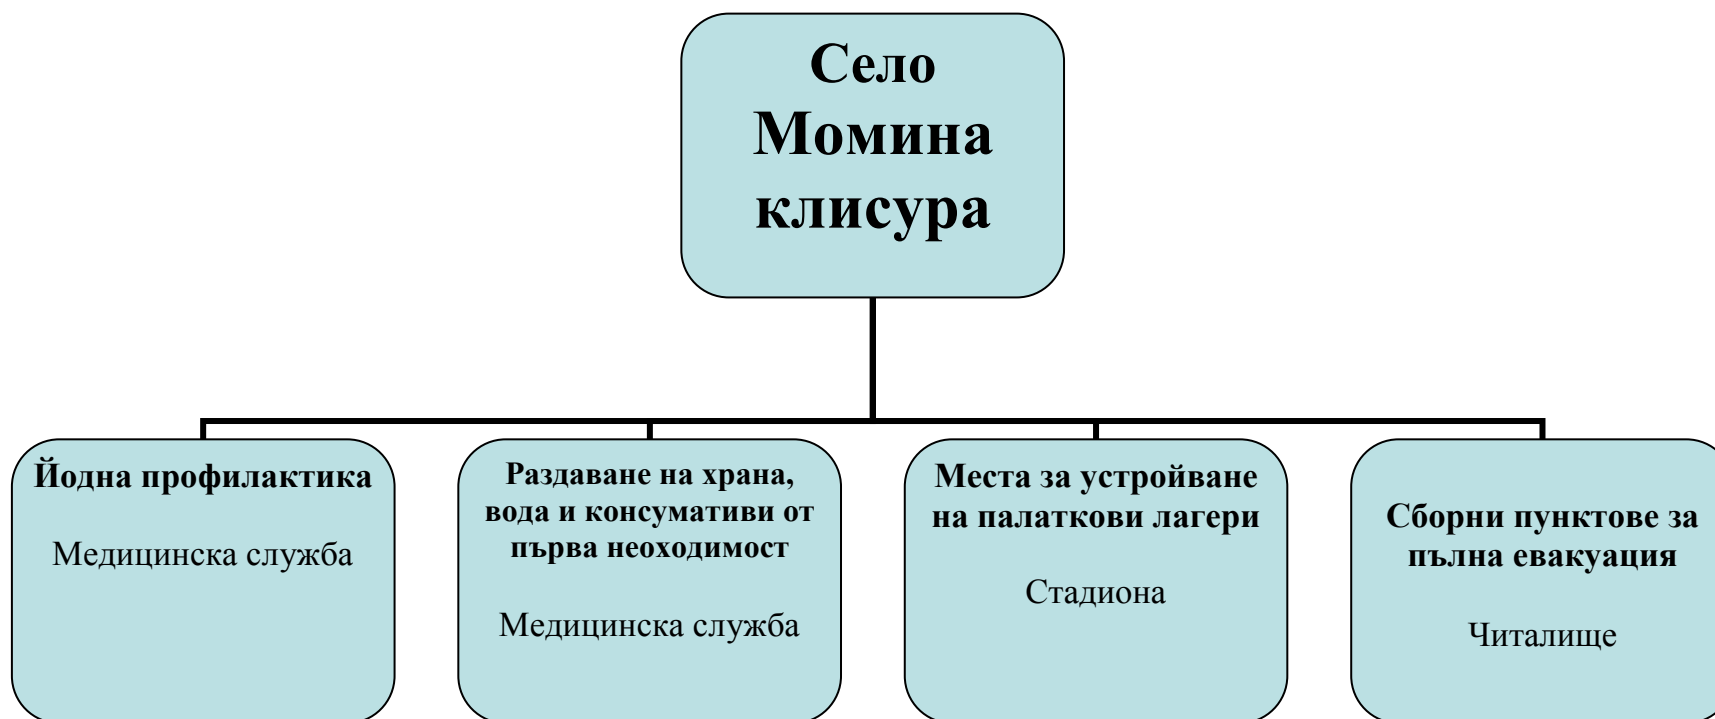 Село
Момина
клисура
Йодна профилактика
Медицинска служба
Раздаване на храна,
вода и консумативи от
първа неоходимост
Медицинска служба
Места за устройване
на палаткови лагери
Стадиона
Сборни пунктове за
пълна евакуация
Читалище